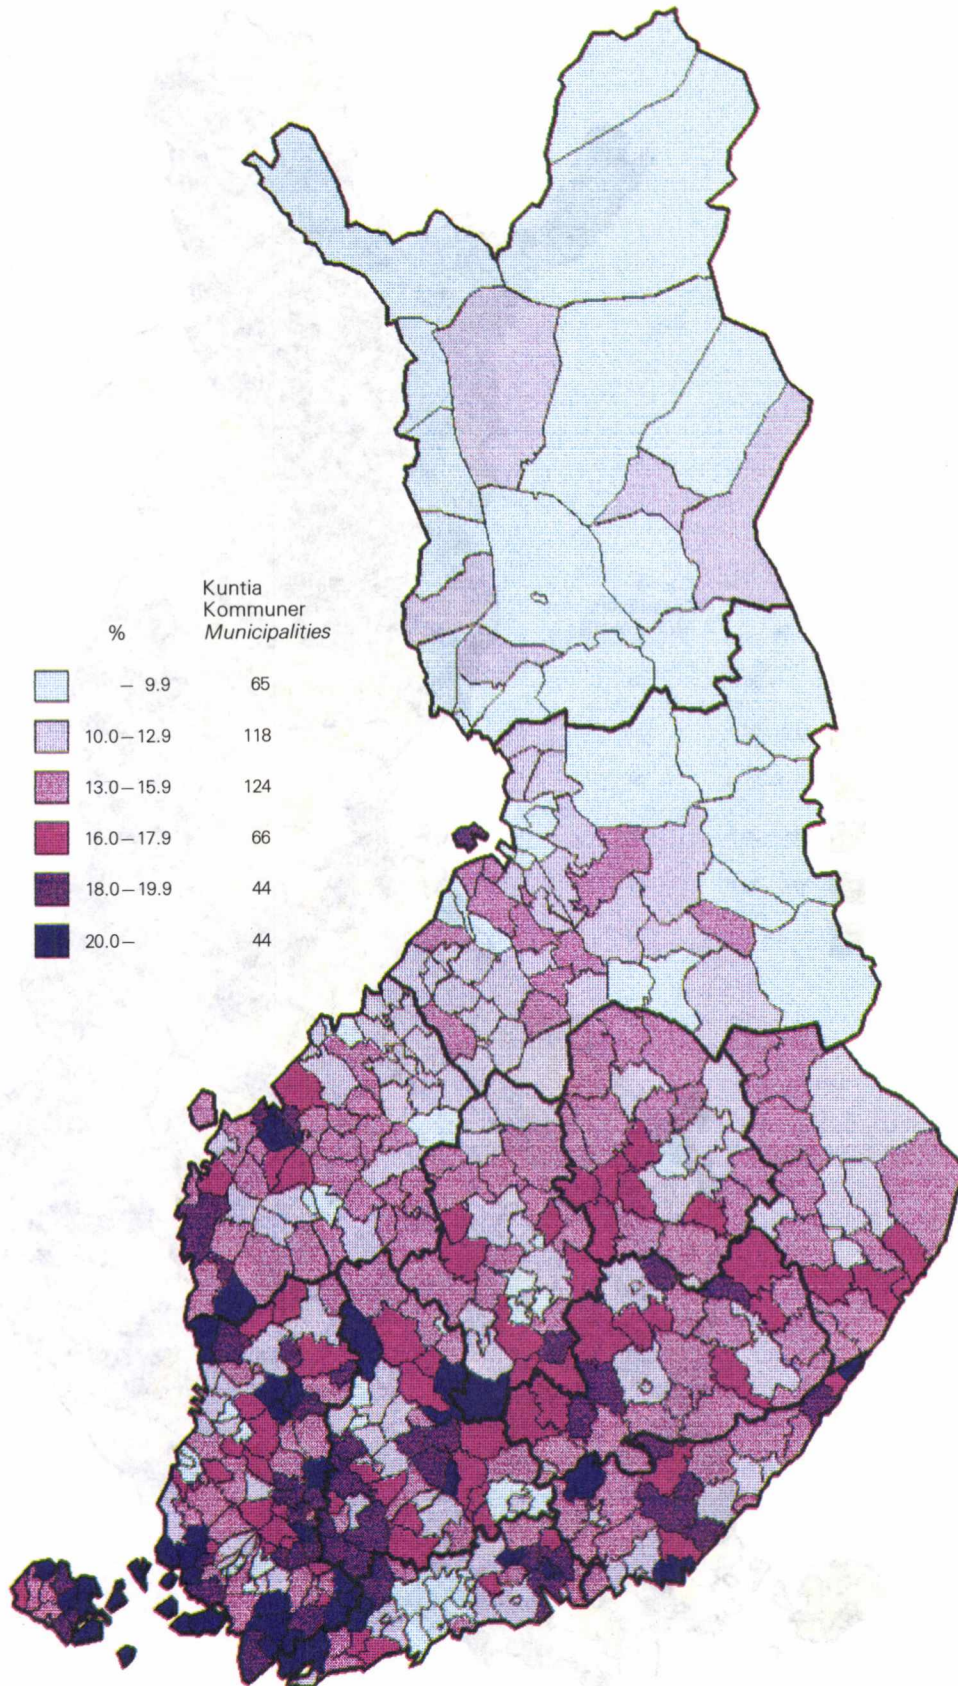 Kuntia
Kommuner
% Municipalities
— 9.9 65
10.0—12.9 118
13.0—15.9 124
16.0—17.9 66
18.0—19.9 44
20.0— 44